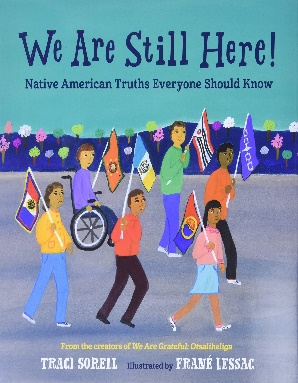 We Are Still Here!
Native American Truths Everyone Should Know
From the creators of We Are Grateful: Otsaliheliga
TRACI SORELL illustrated by FRANÉ LESSAC